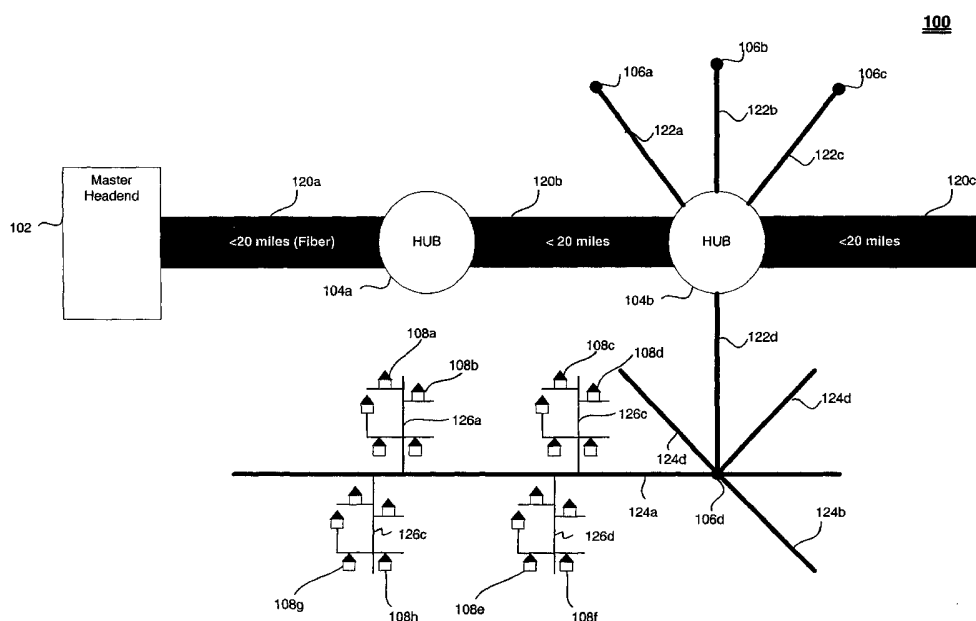 100
106b
106a
106c
122b
122a
122c
Master
Headend
120a
120b
120c
102
<20 miles (Fiber)
HUB
< 20 miles
HUB
<20 miles
104a
104b
122d
108a
108b
108c
108d
126a
126c
124d
124d
124a
106d
124b
126c
126d
108g
108h
108e
108f